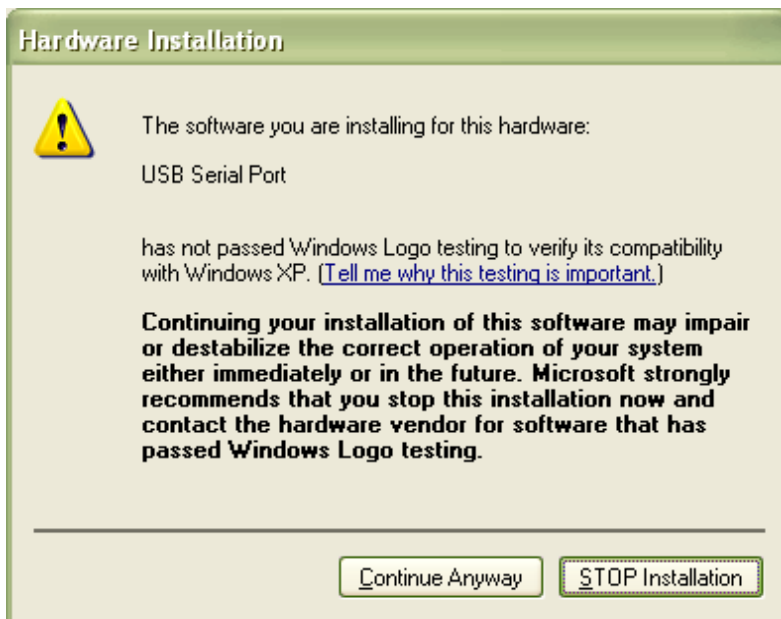 Hardware Installation
The software you are installing for this hardware:
USB Serial Port
has not passed Windows Logo testing to verify its compatibility
with Windows XP. (Tell me why this testing is important.)
Continuing your installation of this software may impair
or destabilize the correct operation of your system
either immediately or in the future. Microsoft strongly
recommends that you stop this installation now and
contact the hardware vendor for software that has
passed Windows Logo testing.
Continue Anyway
STOP Installation